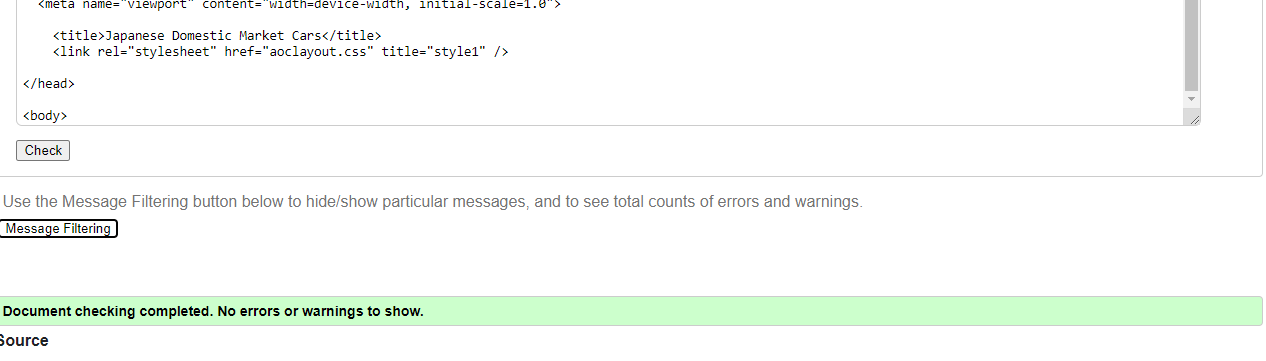 <meta name="viewport" content="width=device-width, initial-scale=1.0">
<title>Japanese Domestic Market Cars</title>
<link rel="stylesheet" href="aoclayout.css" title="style1" />
</head>
<body>
Check
Use the Message Filtering button below to hide/show particular messages, and to see total counts of errors and warnings.
Message Filtering
Document checking completed. No errors or warnings to show.
Source